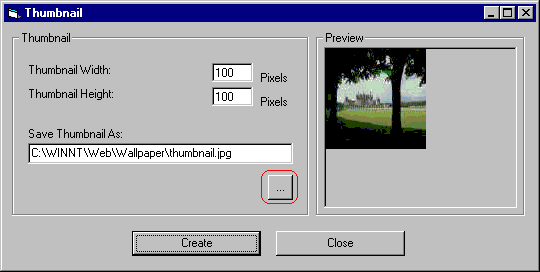 Thumbnail
Thumbnail
Preview
Thumbnail Width: 100 Pixels
Thumbnail Height: 100 Pixels
Save Thumbnail As:
C:\WINNT\Web\Wallpaper\thumbnail.jpg
...
Create Close